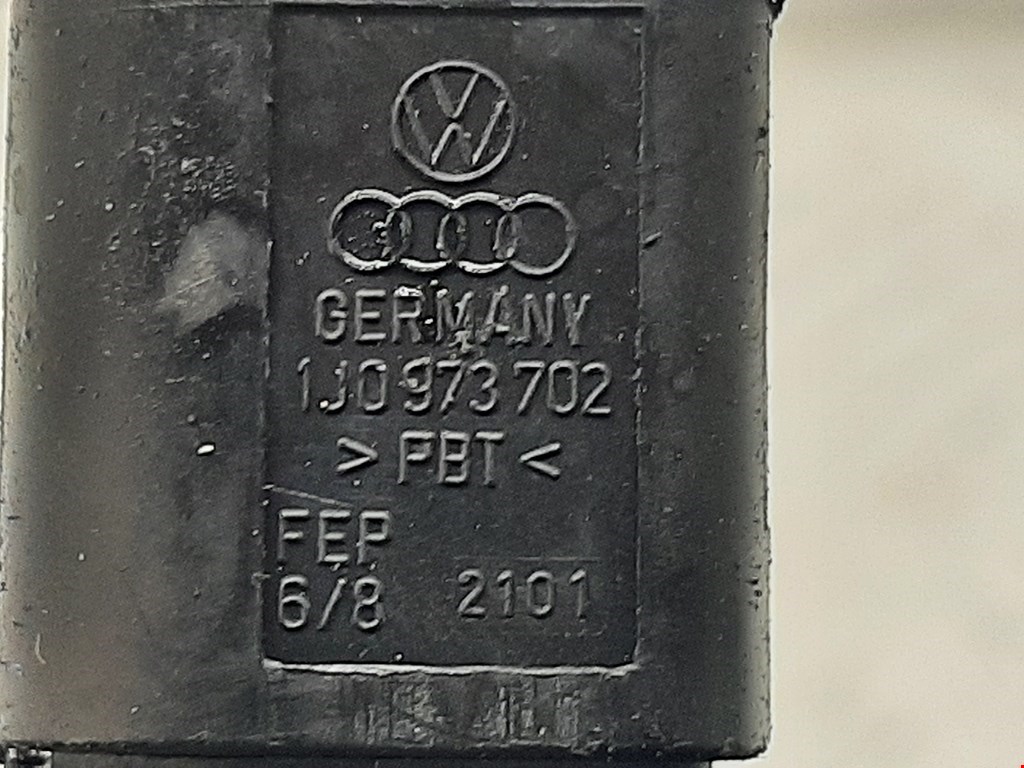 GERMANY
1J0 973 702
> PBT <
FEP
6/8 2101